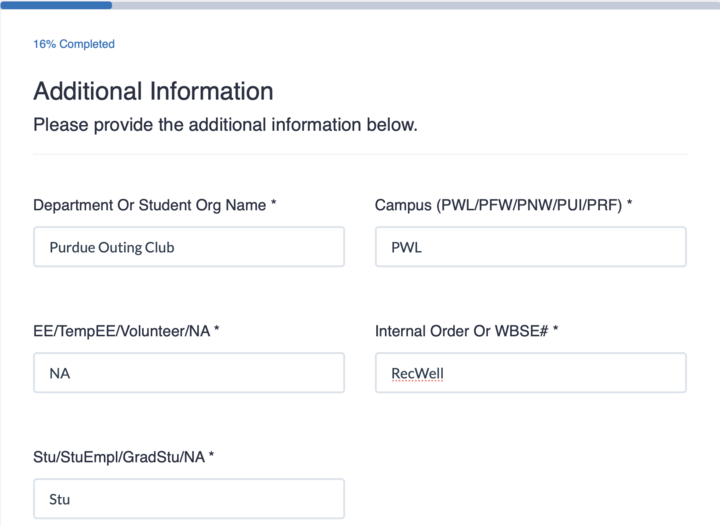 16% Completed
Additional Information
Please provide the additional information below.
Department Or Student Org Name *
Campus (PWL/PFW/PNW/PUI/PRF) *
Purdue Outing Club
PWL
EE/TempEE/Volunteer/NA *
Internal Order Or WBSE# *
NA
RecWell
Stu/StuEmpl/GradStu/NA *
Stu